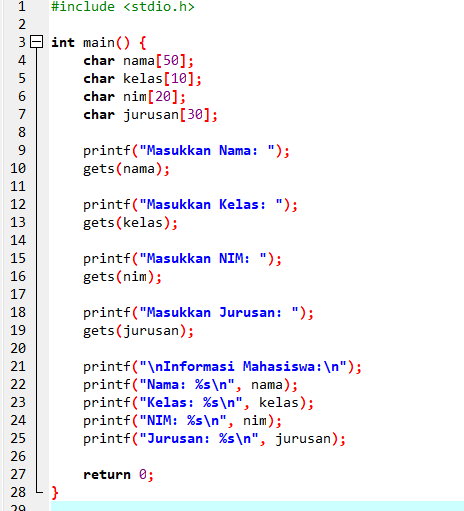 1 #include <stdio.h>
2
3 int main() {
4     char nama[50];
5     char kelas[10];
6     char nim[20];
7     char jurusan[30];
8
9     printf("Masukkan Nama: ");
10     gets(nama);
11
12     printf("Masukkan Kelas: ");
13     gets(kelas);
14
15     printf("Masukkan NIM: ");
16     gets(nim);
17
18     printf("Masukkan Jurusan: ");
19     gets(jurusan);
20
21     printf("\nInformasi Mahasiswa:\n");
22     printf("Nama: %s\n", nama);
23     printf("Kelas: %s\n", kelas);
24     printf("NIM: %s\n", nim);
25     printf("Jurusan: %s\n", jurusan);
26
27     return 0;
28 }
29